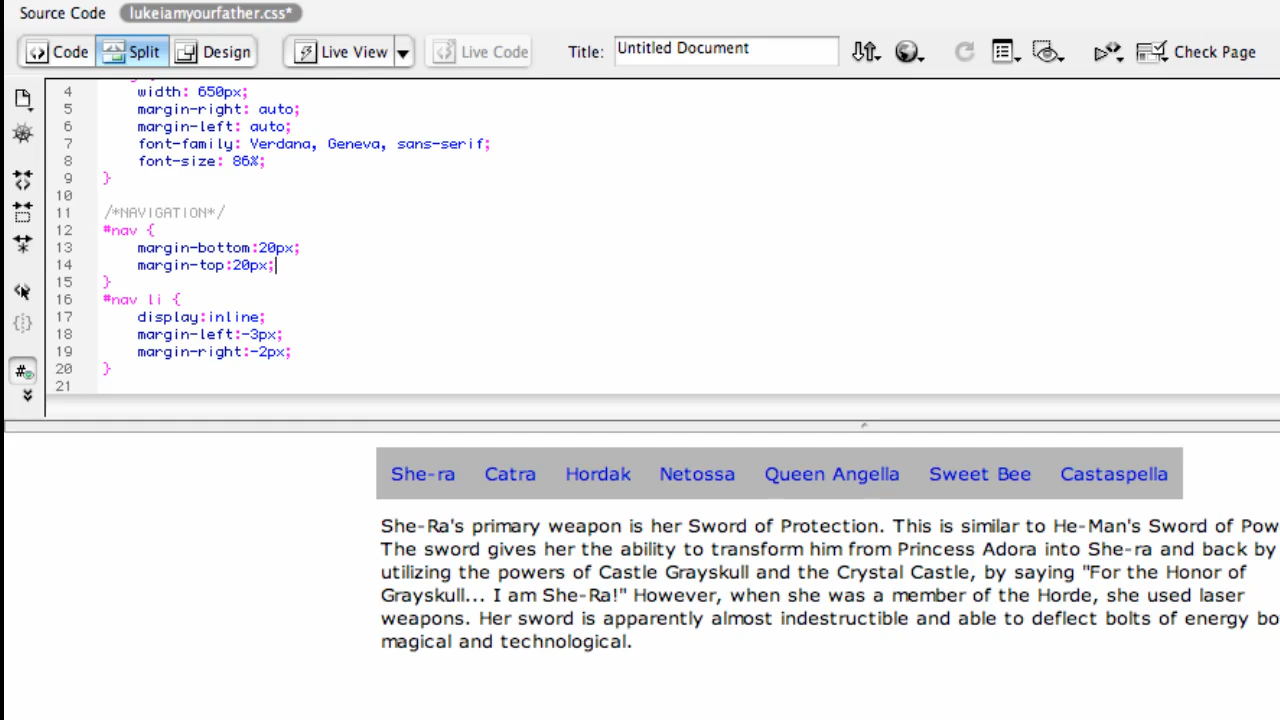 Source Code lukeiamyourfather.css*
Code Split Design Live View Live Code Title: Untitled Document Check Page
4 width: 650px;
5 margin-right: auto;
6 margin-left: auto;
7 font-family: Verdana, Geneva, sans-serif;
8 font-size: 86%;
9 }
10
11 /*NAVIGATION*/
12 #nav {
13 margin-bottom:20px;
14 margin-top:20px;
15 }
16 #nav li {
17 display:inline;
18 margin-left:-3px;
19 margin-right:-2px;
20 }
21
She-ra Catra Hordak Netossa Queen Angella Sweet Bee Castaspella
She-Ra's primary weapon is her Sword of Protection. This is similar to He-Man's Sword of Pow
The sword gives her the ability to transform him from Princess Adora into She-ra and back by
utilizing the powers of Castle Grayskull and the Crystal Castle, by saying "For the Honor of
Grayskull... I am She-Ra!" However, when she was a member of the Horde, she used laser
weapons. Her sword is apparently almost indestructible and able to deflect bolts of energy bo
magical and technological.